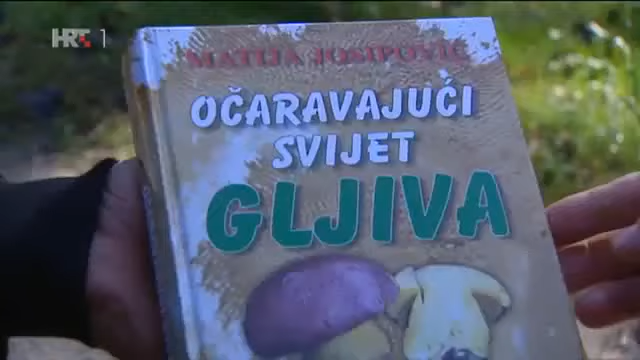 HRT 1
MATIJA JOSIPOVIĆ
OČARAVAJUĆI
SVIJET
GLJIVA